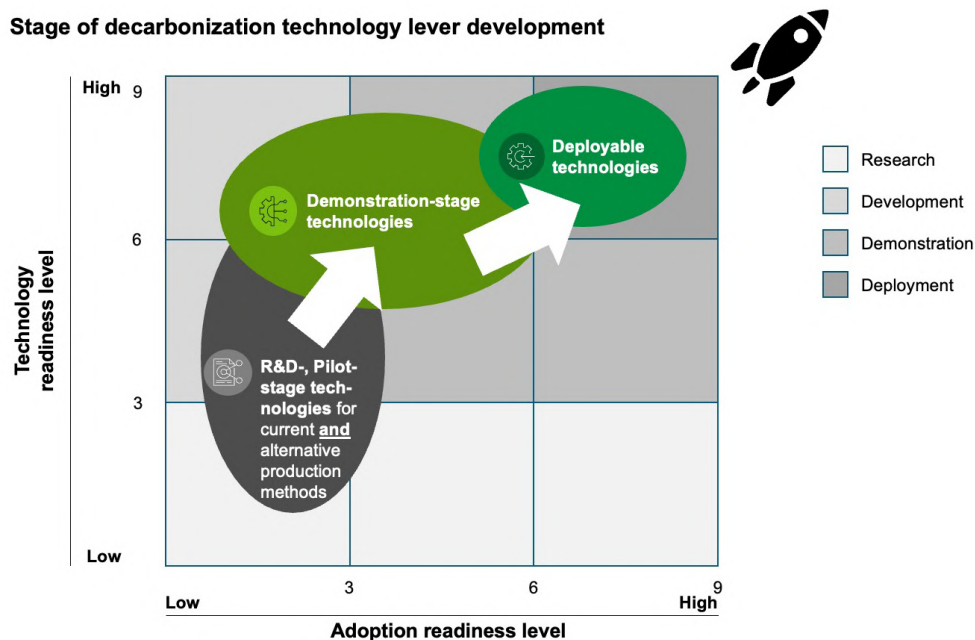 Stage of decarbonization technology lever development
High 9
Deployable
technologies
Research
Development
Demonstration
Deployment
Demonstration-stage
technologies
6
Technology
readiness level
R&D-, Pilot-
stage tech-
nologies for
current and
alternative
production
methods
3
Low
3
6
9
Low
High
Adoption readiness level